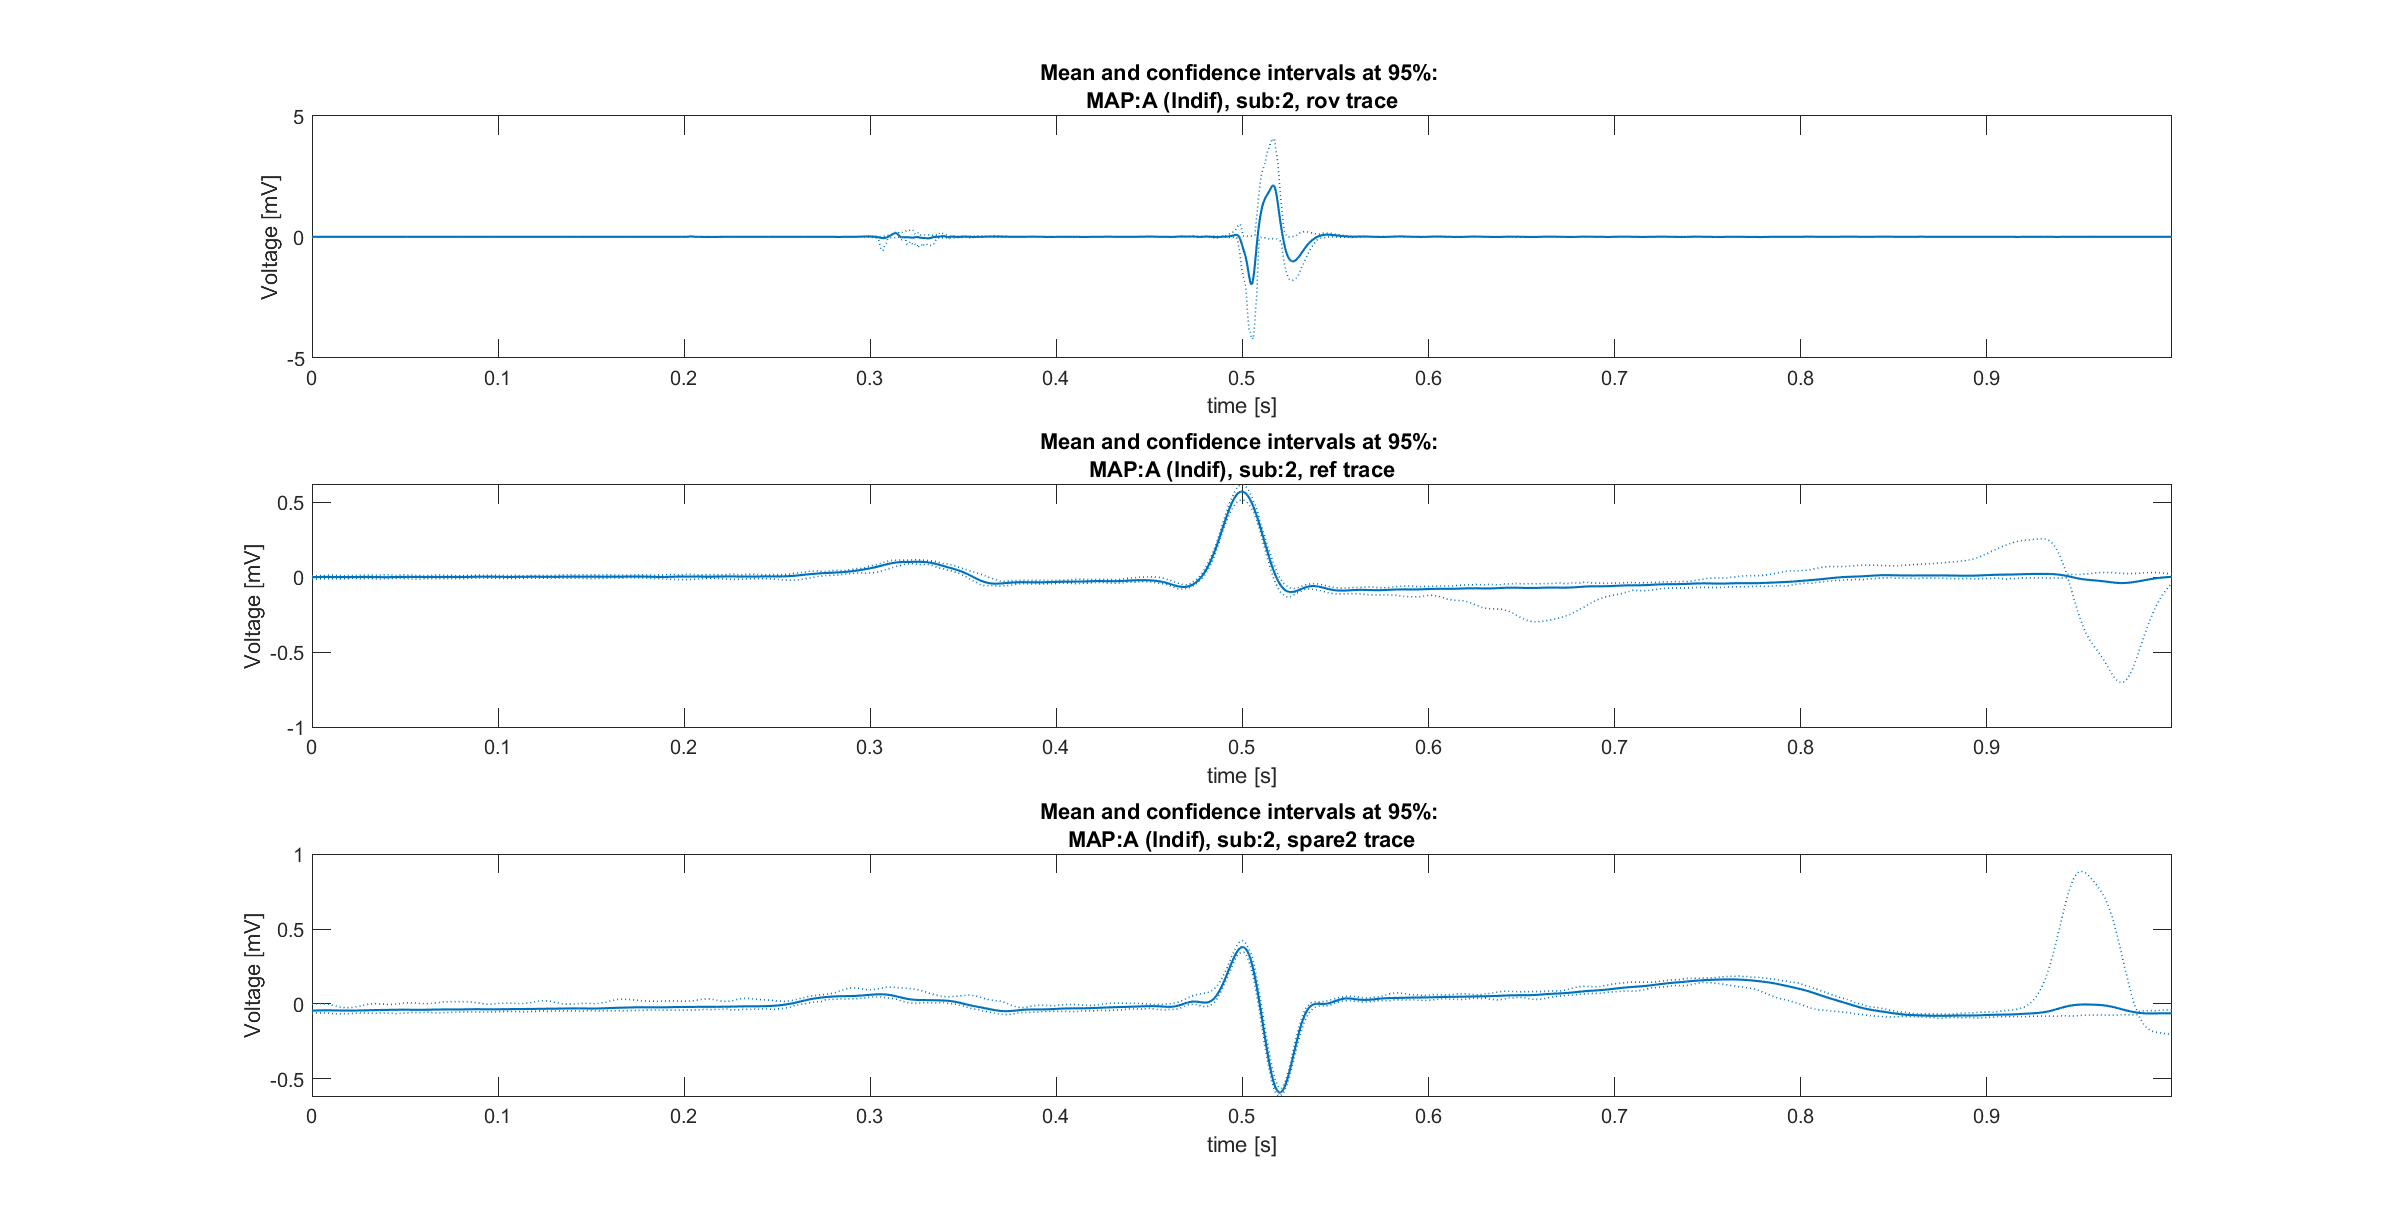 Mean and confidence intervals at 95%:
MAP:A (Indif), sub:2, rov trace
Voltage [mV]
5
0
-5
0 0.1 0.2 0.3 0.4 0.5 0.6 0.7 0.8 0.9
time [s]
Mean and confidence intervals at 95%:
MAP:A (Indif), sub:2, ref trace
Voltage [mV]
0.5
0
-0.5
-1
0 0.1 0.2 0.3 0.4 0.5 0.6 0.7 0.8 0.9
time [s]
Mean and confidence intervals at 95%:
MAP:A (Indif), sub:2, spare2 trace
Voltage [mV]
1
0.5
0
-0.5
0 0.1 0.2 0.3 0.4 0.5 0.6 0.7 0.8 0.9
time [s]